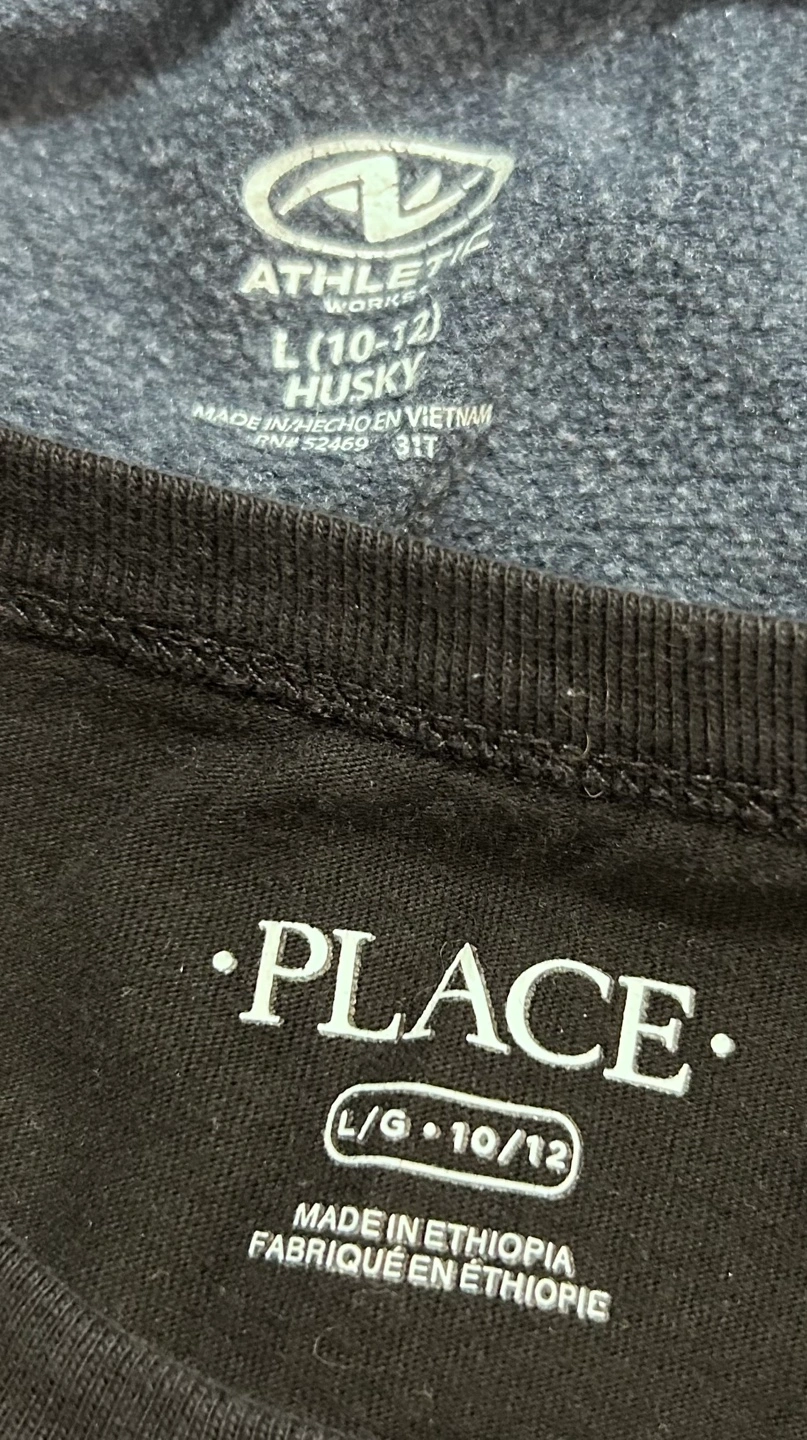 ATHLETIC
WORKS
L (10-12)
HUSKY
MADE IN/HECHO EN VIETNAM
RN# 52469 31T
·PLACE·
L/G • 10/12
MADE IN ETHIOPIA
FABRIQUÉ EN ÉTHIOPIE